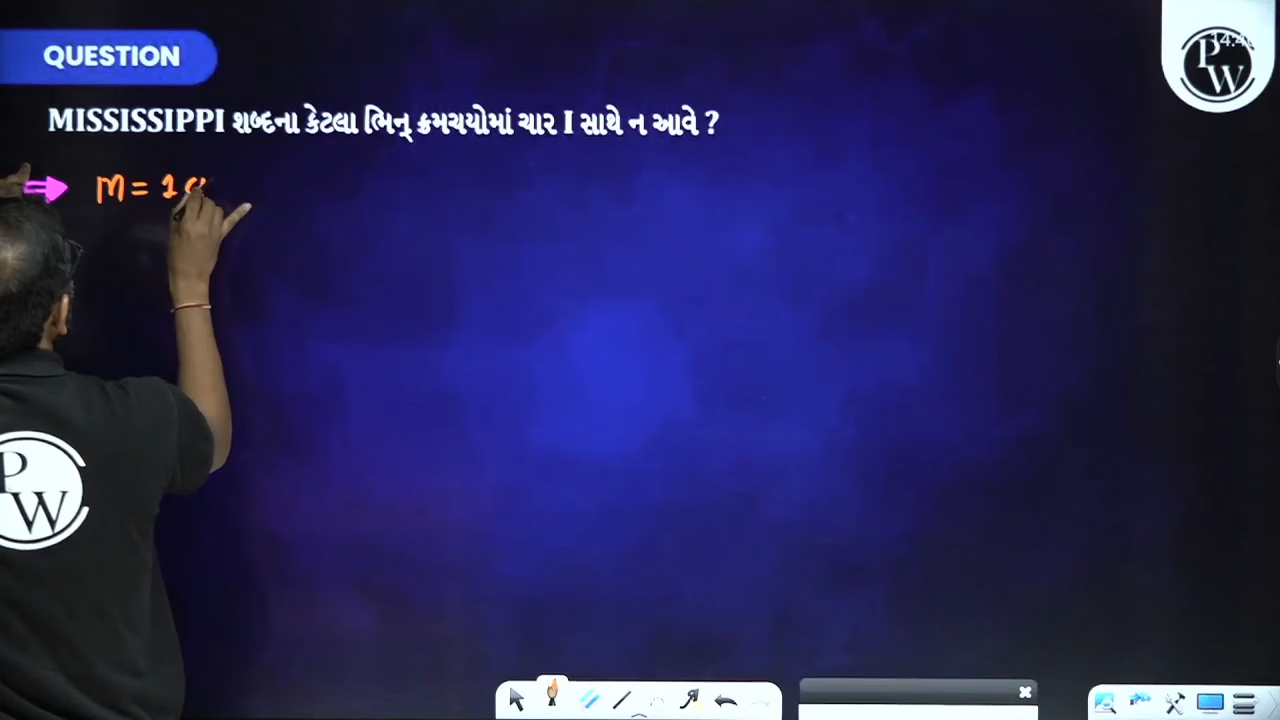 QUESTION
MISSISSIPPI શબ્દના કેટલા ભિન્ ક્રમચયોમાં ચાર I સાથે ન આવે ?
M = 1
PW
PW